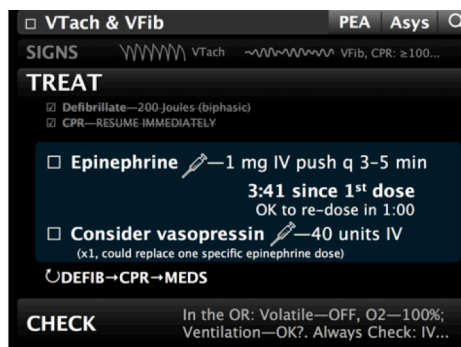 □ VTach & VFib PEA Asys
SIGNS VTach VFib, CPR: ≥100...
TREAT
☑ Defibrillate—200 Joules (biphasic)
☑ CPR—RESUME IMMEDIATELY
□ Epinephrine —1 mg IV push q 3–5 min
3:41 since 1st dose
OK to re-dose in 1:00
□ Consider vasopressin —40 units IV
(x1, could replace one specific epinephrine dose)
↻DEFIB→CPR→MEDS
CHECK
In the OR: Volatile—OFF, O2—100%;
Ventilation—OK?. Always Check: IV...